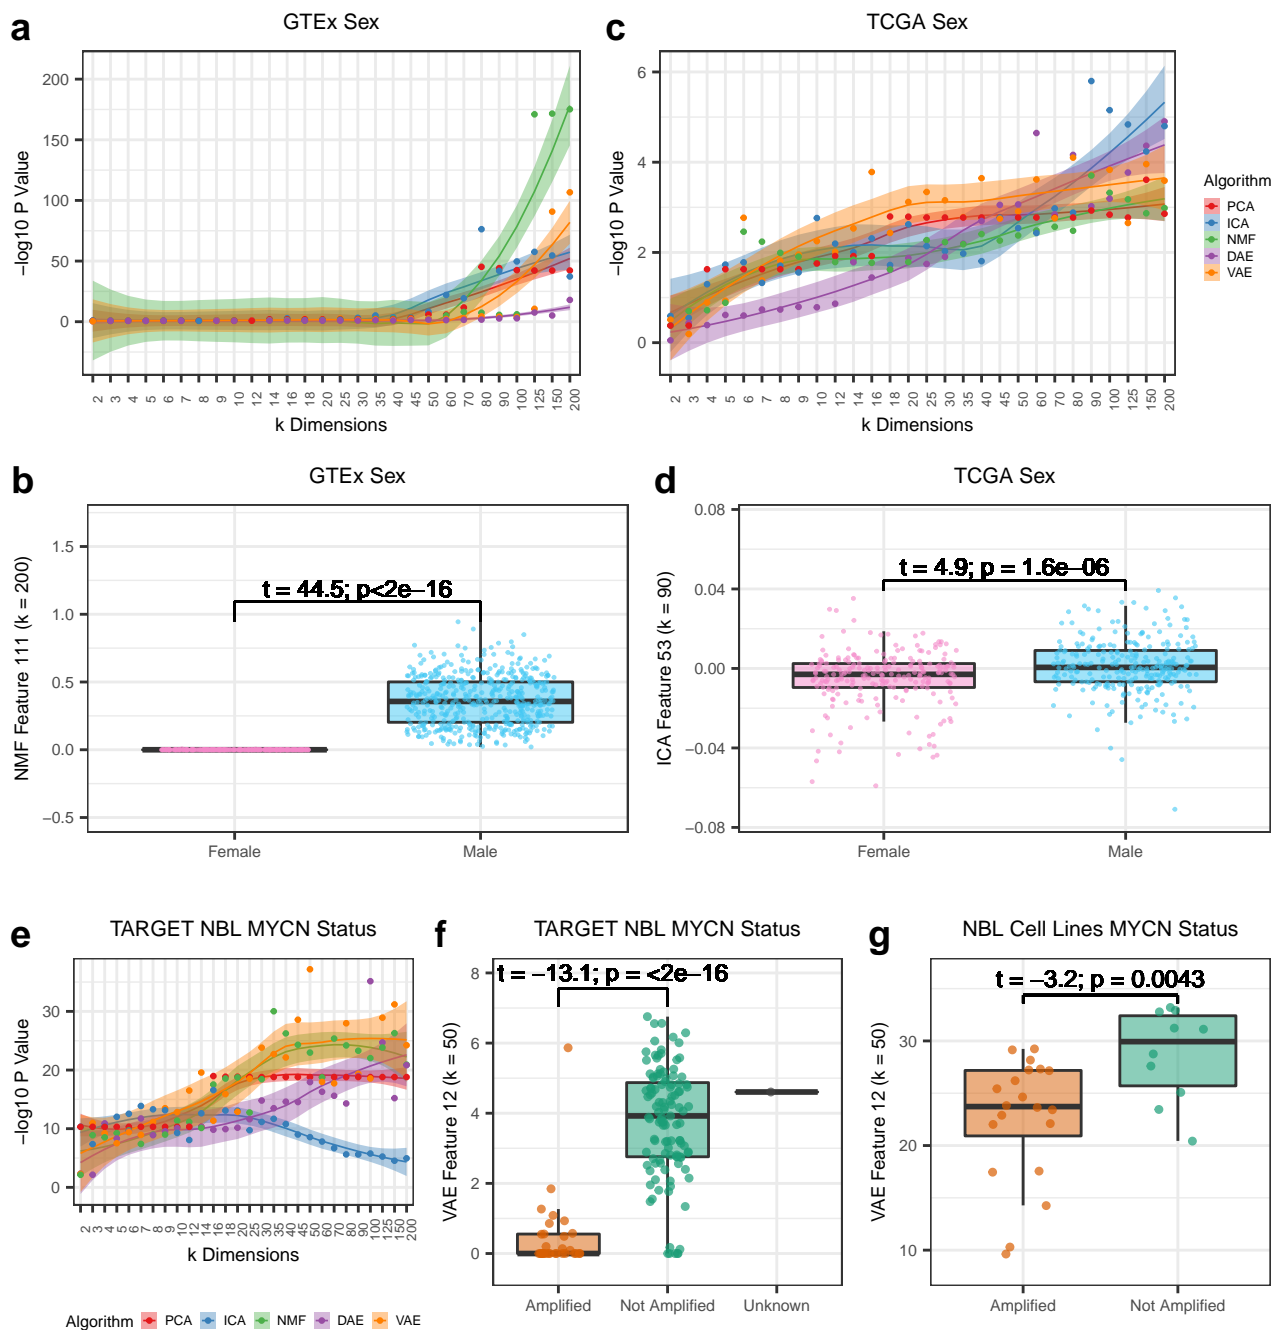 a
GTEx Sex
−log10 P Value
200
150
100
50
0
2 3 4 5 6 7 8 9 10 12 14 16 18 20 25 30 35 40 45 50 60 70 80 90 100 125 150 200
k Dimensions
c
TCGA Sex
−log10 P Value
6
4
2
0
2 3 4 5 6 7 8 9 10 12 14 16 18 20 25 30 35 40 45 50 60 70 80 90 100 125 150 200
k Dimensions
Algorithm
PCA
ICA
NMF
DAE
VAE
b
GTEx Sex
NMF Feature 111 (k = 200)
1.5
1.0
0.5
0.0
−0.5
t = 44.5; p<2e−16
Female Male
d
TCGA Sex
ICA Feature 53 (k = 90)
0.08
0.04
0.00
−0.04
−0.08
t = 4.9; p = 1.6e−06
Female Male
e
TARGET NBL MYCN Status
−log10 P Value
30
20
10
0
2 3 4 5 6 7 8 9 10 12 14 16 18 20 25 30 35 40 45 50 60 70 80 90 100 125 150 200
k Dimensions
Algorithm PCA ICA NMF DAE VAE
f
TARGET NBL MYCN Status
VAE Feature 12 (k = 50)
8
6
4
2
0
t = −13.1; p = <2e−16
Amplified Not Amplified Unknown
g
NBL Cell Lines MYCN Status
VAE Feature 12 (k = 50)
30
20
10
t = −3.2; p = 0.0043
Amplified Not Amplified